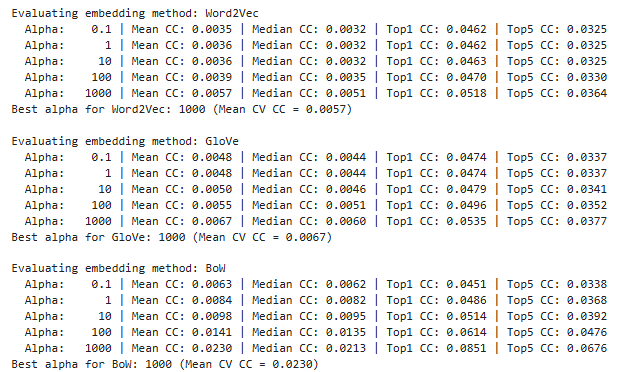 Evaluating embedding method: Word2Vec
  Alpha:    0.1 | Mean CC: 0.0035 | Median CC: 0.0032 | Top1 CC: 0.0462 | Top5 CC: 0.0325
  Alpha:      1 | Mean CC: 0.0036 | Median CC: 0.0032 | Top1 CC: 0.0462 | Top5 CC: 0.0325
  Alpha:     10 | Mean CC: 0.0036 | Median CC: 0.0032 | Top1 CC: 0.0463 | Top5 CC: 0.0325
  Alpha:    100 | Mean CC: 0.0039 | Median CC: 0.0035 | Top1 CC: 0.0470 | Top5 CC: 0.0330
  Alpha:   1000 | Mean CC: 0.0057 | Median CC: 0.0051 | Top1 CC: 0.0518 | Top5 CC: 0.0364
Best alpha for Word2Vec: 1000 (Mean CV CC = 0.0057)

Evaluating embedding method: GloVe
  Alpha:    0.1 | Mean CC: 0.0048 | Median CC: 0.0044 | Top1 CC: 0.0474 | Top5 CC: 0.0337
  Alpha:      1 | Mean CC: 0.0048 | Median CC: 0.0044 | Top1 CC: 0.0474 | Top5 CC: 0.0337
  Alpha:     10 | Mean CC: 0.0050 | Median CC: 0.0046 | Top1 CC: 0.0479 | Top5 CC: 0.0341
  Alpha:    100 | Mean CC: 0.0055 | Median CC: 0.0051 | Top1 CC: 0.0496 | Top5 CC: 0.0352
  Alpha:   1000 | Mean CC: 0.0067 | Median CC: 0.0060 | Top1 CC: 0.0535 | Top5 CC: 0.0377
Best alpha for GloVe: 1000 (Mean CV CC = 0.0067)

Evaluating embedding method: BoW
  Alpha:    0.1 | Mean CC: 0.0063 | Median CC: 0.0062 | Top1 CC: 0.0451 | Top5 CC: 0.0338
  Alpha:      1 | Mean CC: 0.0084 | Median CC: 0.0082 | Top1 CC: 0.0486 | Top5 CC: 0.0368
  Alpha:     10 | Mean CC: 0.0098 | Median CC: 0.0095 | Top1 CC: 0.0514 | Top5 CC: 0.0392
  Alpha:    100 | Mean CC: 0.0141 | Median CC: 0.0135 | Top1 CC: 0.0614 | Top5 CC: 0.0476
  Alpha:   1000 | Mean CC: 0.0230 | Median CC: 0.0213 | Top1 CC: 0.0851 | Top5 CC: 0.0676
Best alpha for BoW: 1000 (Mean CV CC = 0.0230)